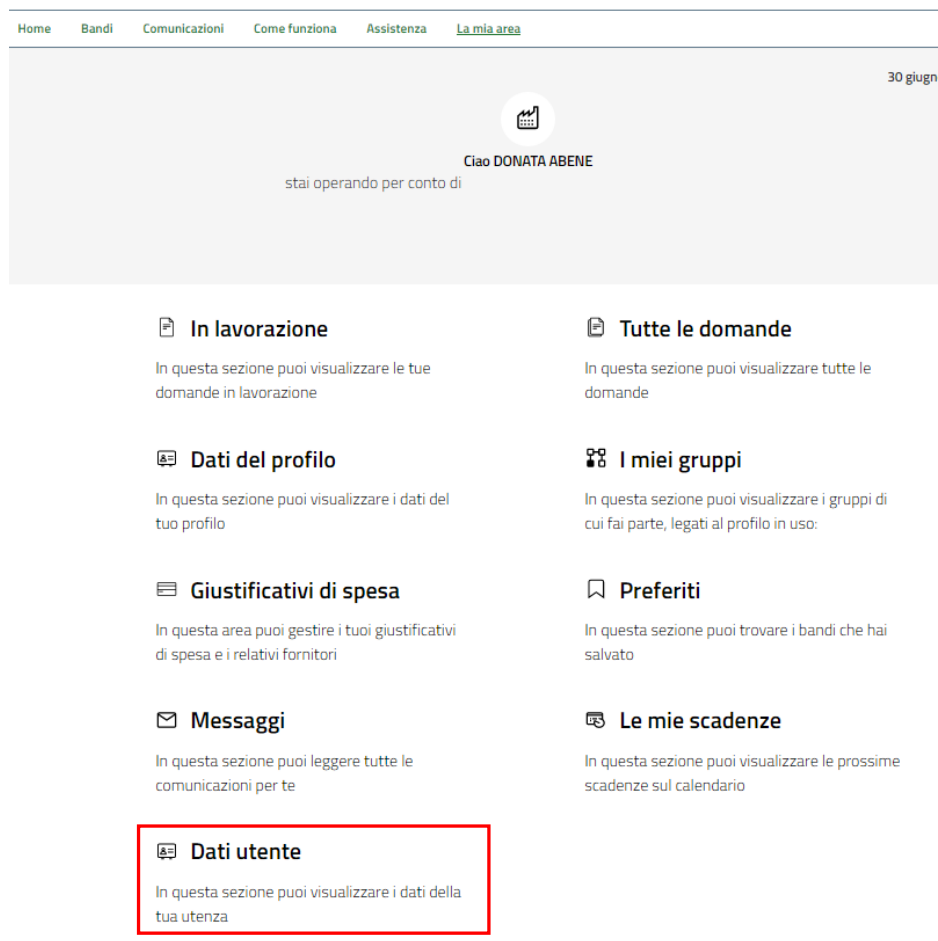 Home Bandi Comunicazioni Come funziona Assistenza La mia area
30 giugn
Ciao DONATA ABENE
stai operando per conto di
In lavorazione
In questa sezione puoi visualizzare le tue
domande in lavorazione
Tutte le domande
In questa sezione puoi visualizzare tutte le
domande
Dati del profilo
In questa sezione puoi visualizzare i dati del
tuo profilo
I miei gruppi
In questa sezione puoi visualizzare i gruppi di
cui fai parte, legati al profilo in uso:
Giustificativi di spesa
In questa area puoi gestire i tuoi giustificativi
di spesa e i relativi fornitori
Preferiti
In questa sezione puoi trovare i bandi che hai
salvato
Messaggi
In questa sezione puoi leggere tutte le
comunicazioni per te
Le mie scadenze
In questa sezione puoi visualizzare le prossime
scadenze sul calendario
Dati utente
In questa sezione puoi visualizzare i dati della
tua utenza